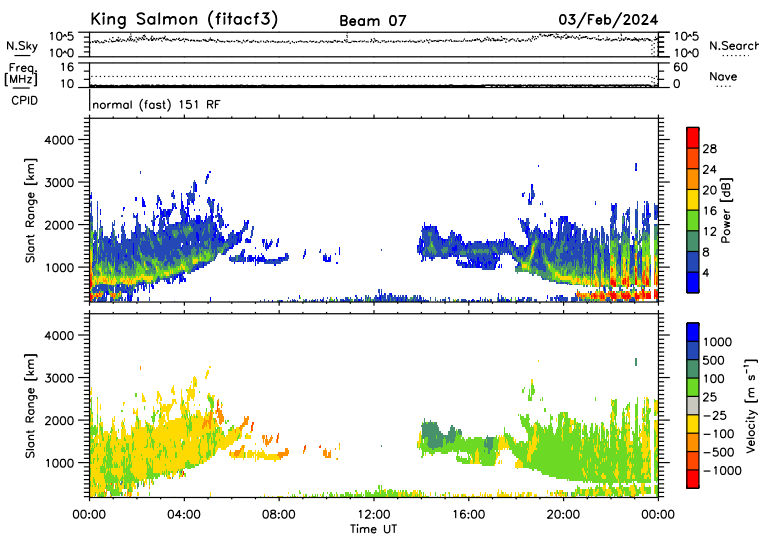 King Salmon (fitacf3) Beam 07 03/Feb/2024
N.Sky 10^5 10^0 10^5 10^0 N.Search
Freq [MHz] 16 10 60 0 Nave
CPID normal (fast) 151 RF
Slant Range [km] 4000 3000 2000 1000
28 24 20 16 12 8 4 Power [dB]
Slant Range [km] 4000 3000 2000 1000
1000 500 100 25 −25 −100 −500 −1000 Velocity [m s⁻¹]
00:00 04:00 08:00 12:00 16:00 20:00 00:00
Time UT